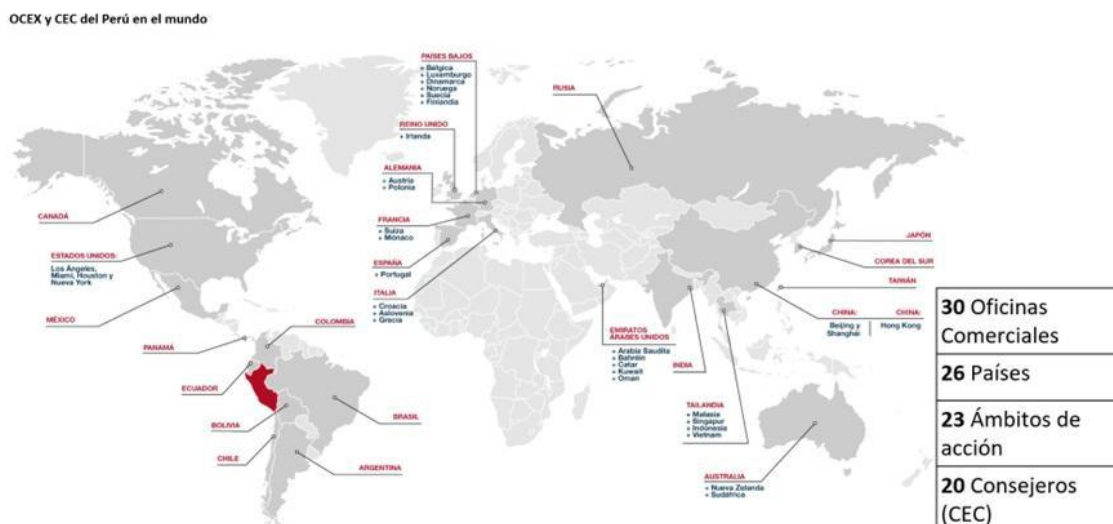 OCEX y CEC del Perú en el mundo
PAÍSES BAJOS
+ Bélgica
+ Luxemburgo
+ Dinamarca
+ Noruega
+ Suecia
+ Finlandia
RUSIA
REINO UNIDO
+ Irlanda
ALEMANIA
+ Austria
+ Polonia
CANADÁ
FRANCIA
+ Suiza
+ Mónaco
JAPÓN
ESTADOS UNIDOS:
Los Ángeles,
Miami, Houston y
Nueva York
COREA DEL SUR
ESPAÑA
+ Portugal
TAIWÁN
ITALIA
+ Croacia
+ Aslovenia
+ Grecia
MÉXICO
COLOMBIA
CHINA:
Beijing y
Shanghái
CHINA:
Hong Kong
PANAMÁ
EMIRATOS
ÁRABES UNIDOS
+ Arabia Saudita
+ Bahréin
+ Catar
+ Kuwait
+ Oman
INDIA
ECUADOR
TAILANDIA
+ Malasia
+ Singapur
+ Indonesia
+ Vietnam
BOLIVIA
BRASIL
CHILE
ARGENTINA
AUSTRALIA
+ Nueva Zelanda
+ Sudáfrica
30 Oficinas
Comerciales
26 Países
23 Ámbitos de
acción
20 Consejeros
(CEC)